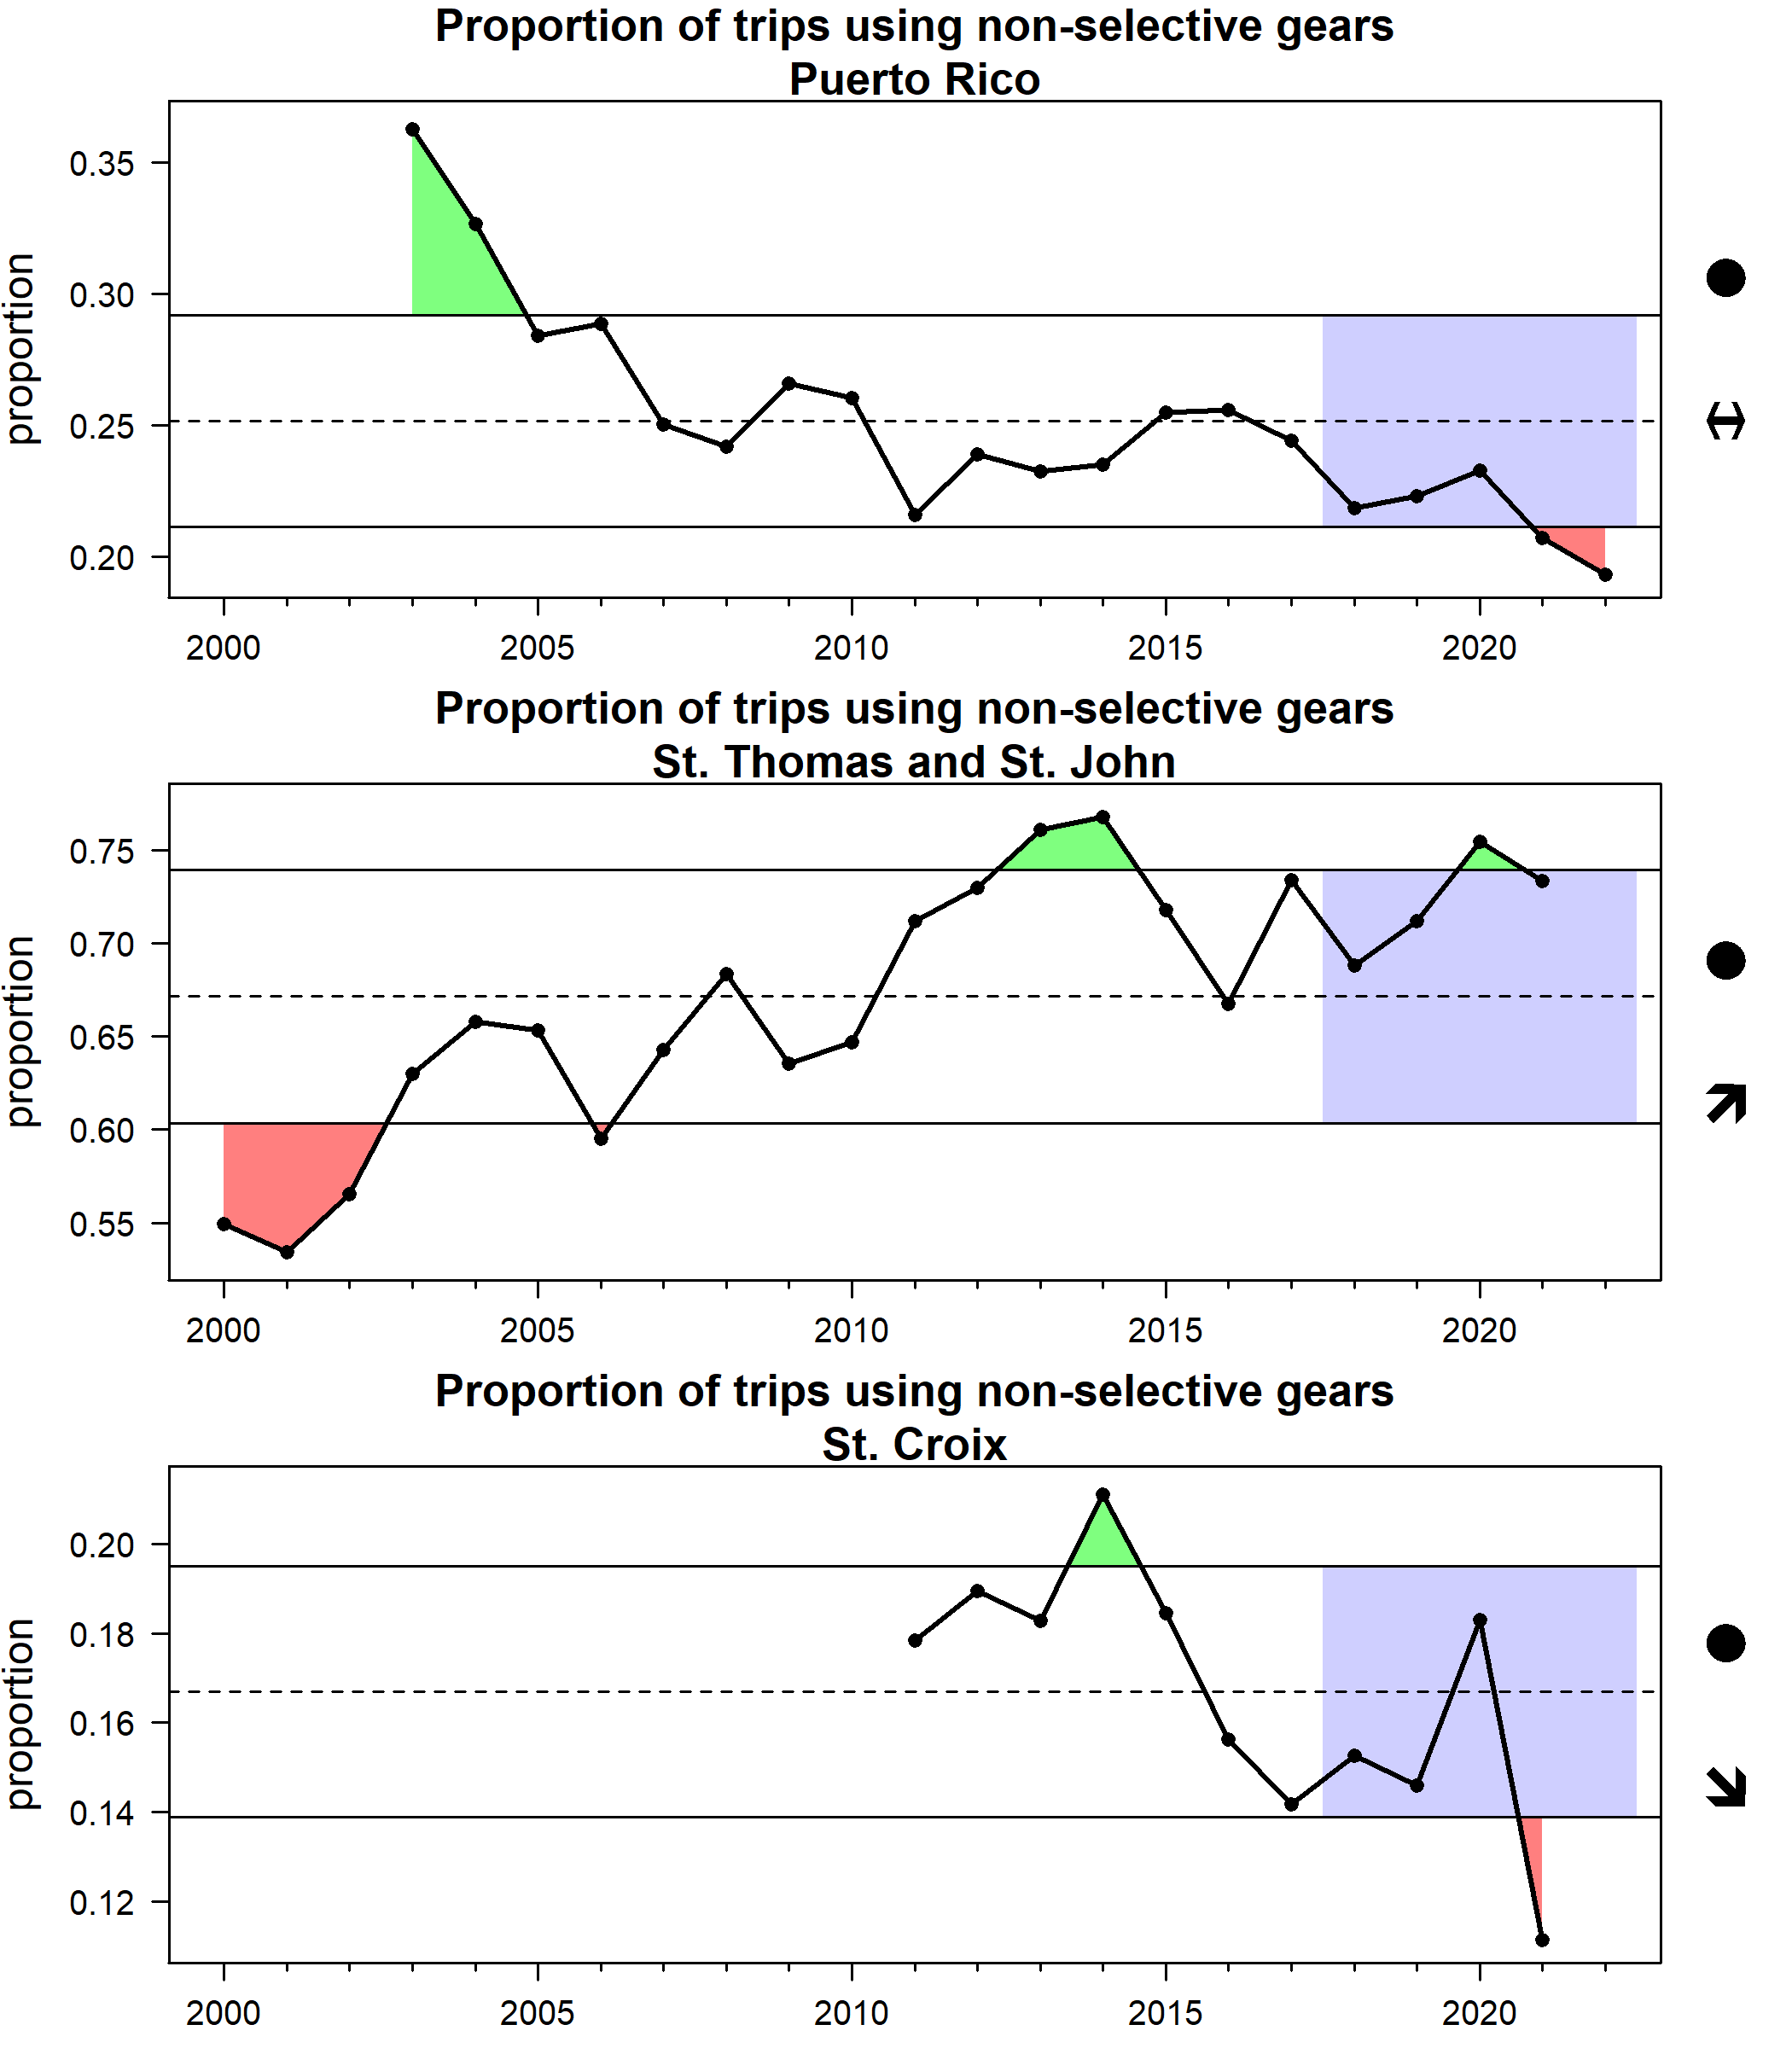 Proportion of trips using non-selective gears
Puerto Rico
proportion
0.35
0.30
0.25
0.20
2000 2005 2010 2015 2020
Proportion of trips using non-selective gears
St. Thomas and St. John
proportion
0.75
0.70
0.65
0.60
0.55
2000 2005 2010 2015 2020
Proportion of trips using non-selective gears
St. Croix
proportion
0.20
0.18
0.16
0.14
0.12
2000 2005 2010 2015 2020